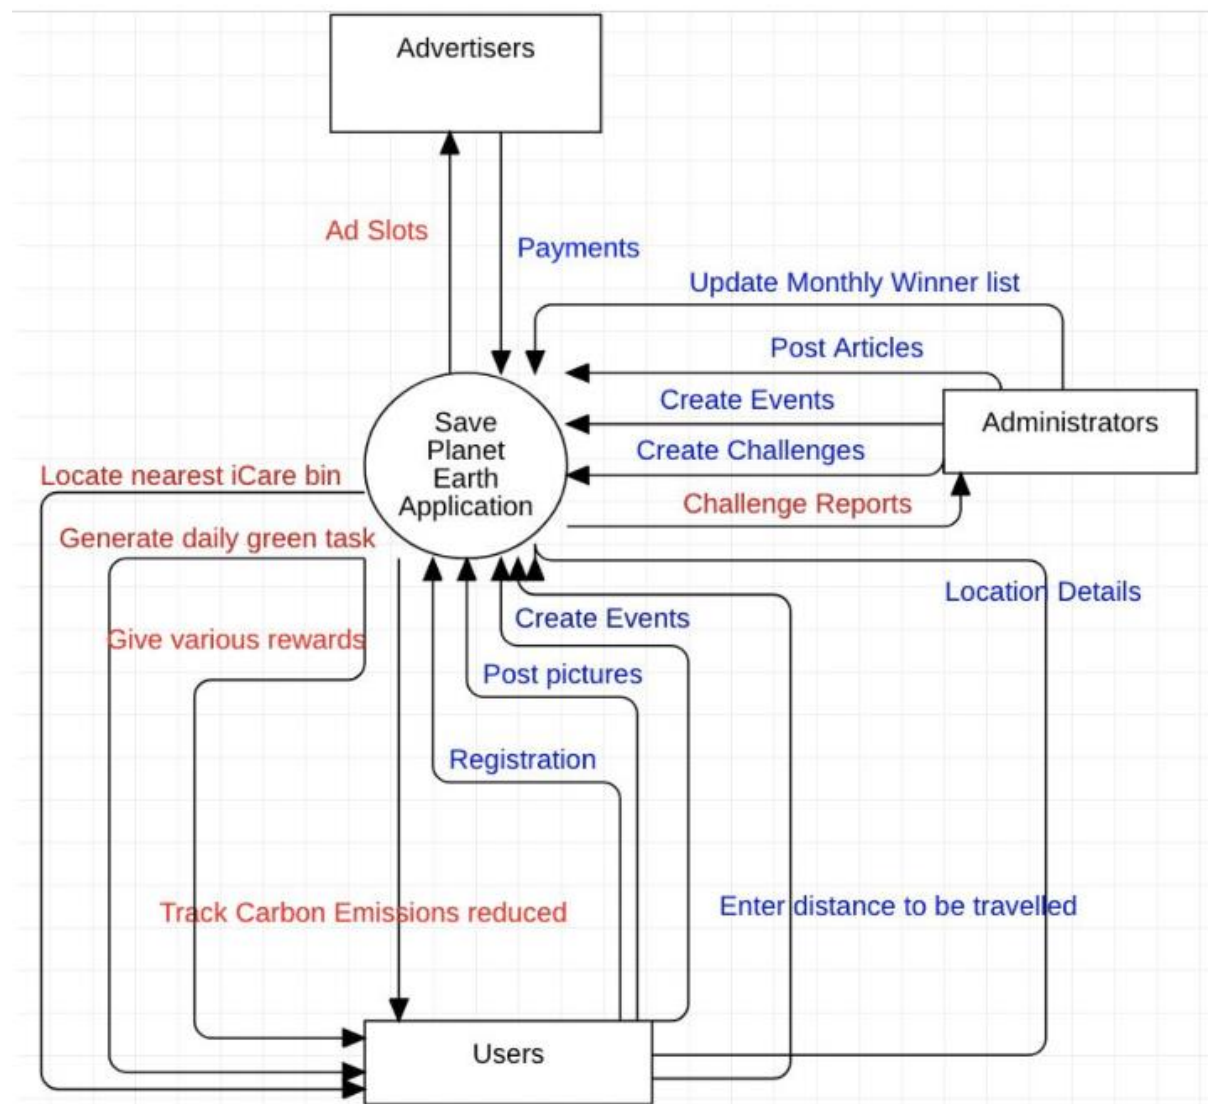 Advertisers
Ad Slots
Payments
Update Monthly Winner list
Post Articles
Create Events
Administrators
Save
Planet
Earth
Application
Create Challenges
Locate nearest iCare bin
Challenge Reports
Generate daily green task
Location Details
Create Events
Give various rewards
Post pictures
Registration
Track Carbon Emissions reduced
Enter distance to be travelled
Users